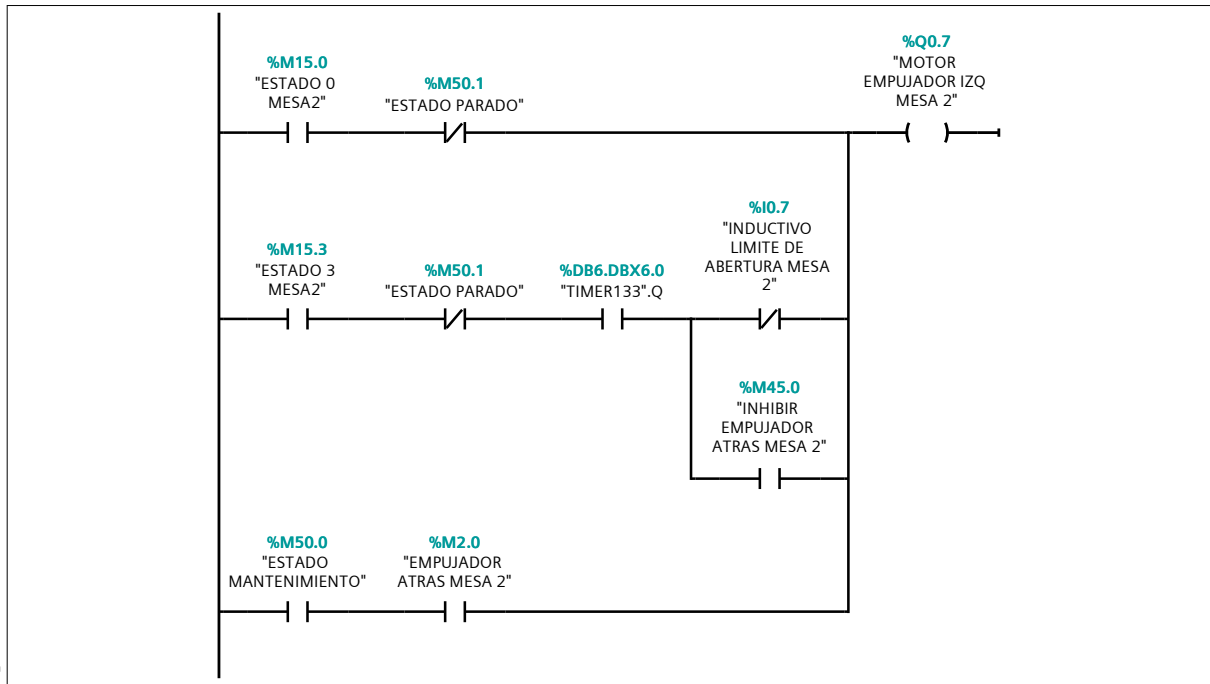 %M15.0
"ESTADO 0
MESA2"
%M50.1
"ESTADO PARADO"
%Q0.7
"MOTOR
EMPUJADOR IZQ
MESA 2"
%M15.3
"ESTADO 3
MESA2"
%M50.1
"ESTADO PARADO"
%DB6.DBX6.0
"TIMER133".Q
%I0.7
"INDUCTIVO
LIMITE DE
ABERTURA MESA
2"
%M45.0
"INHIBIR
EMPUJADOR
ATRAS MESA 2"
%M50.0
"ESTADO
MANTENIMIENTO"
%M2.0
"EMPUJADOR
ATRAS MESA 2"